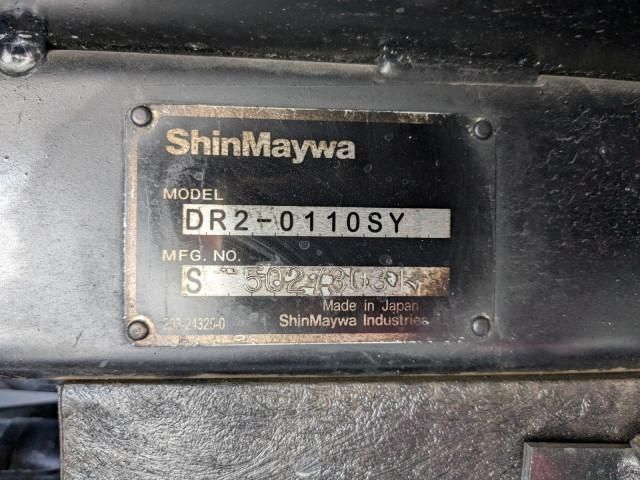 ShinMaywa
MODEL
DR2-0110SY
MFG. NO.
S
Made in Japan
ShinMaywa Industries